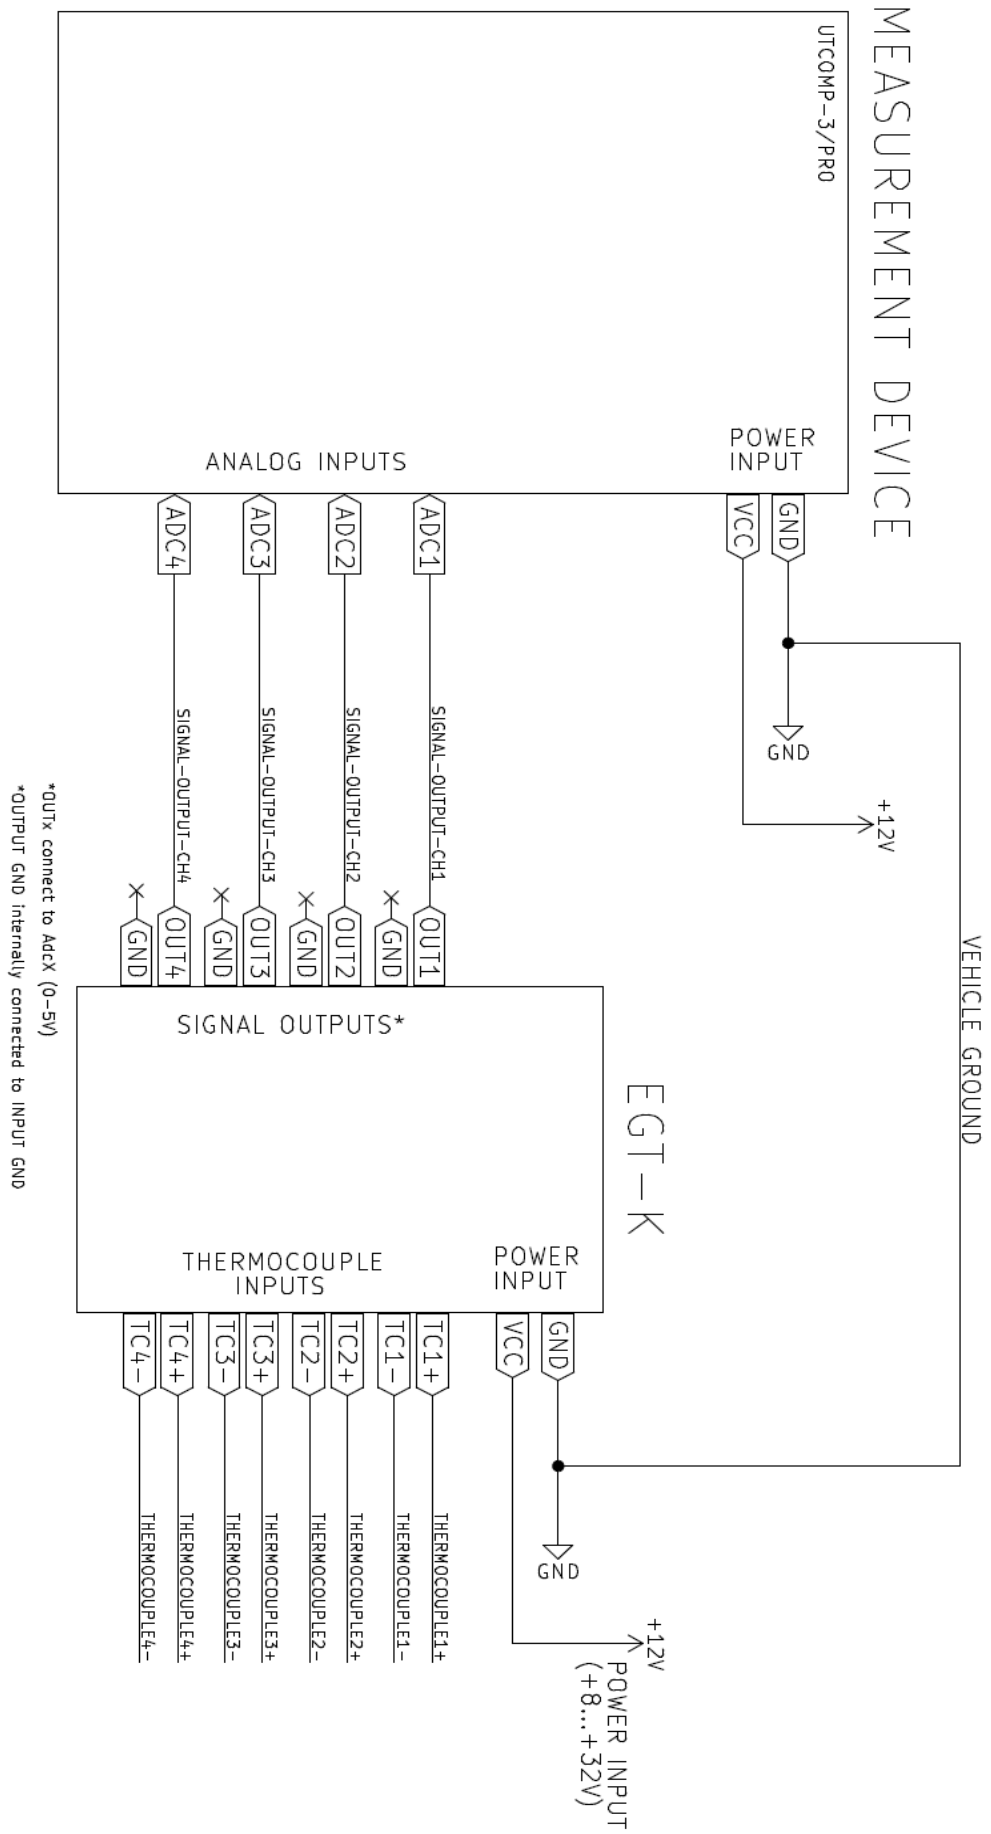 MEASUREMENT DEVICE
UTCOMP-3/PRO
POWER
INPUT
ANALOG INPUTS
GND
VCC
ADC1
ADC2
ADC3
ADC4
GND
+12V
VEHICLE GROUND
SIGNAL-OUTPUT-CH1
SIGNAL-OUTPUT-CH2
SIGNAL-OUTPUT-CH3
SIGNAL-OUTPUT-CH4
OUT1
GND
OUT2
GND
OUT3
GND
OUT4
GND
EGT-K
SIGNAL OUTPUTS*
THERMOCOUPLE
INPUTS
POWER
INPUT
GND
VCC
TC1+
TC1-
TC2+
TC2-
TC3+
TC3-
TC4+
TC4-
GND
+12V
POWER INPUT
(+8...+32V)
THERMOCOUPLE1+
THERMOCOUPLE1-
THERMOCOUPLE2+
THERMOCOUPLE2-
THERMOCOUPLE3+
THERMOCOUPLE3-
THERMOCOUPLE4+
THERMOCOUPLE4-
*OUTx connect to AdcX (0-5V)
*OUTPUT GND internally connected to INPUT GND